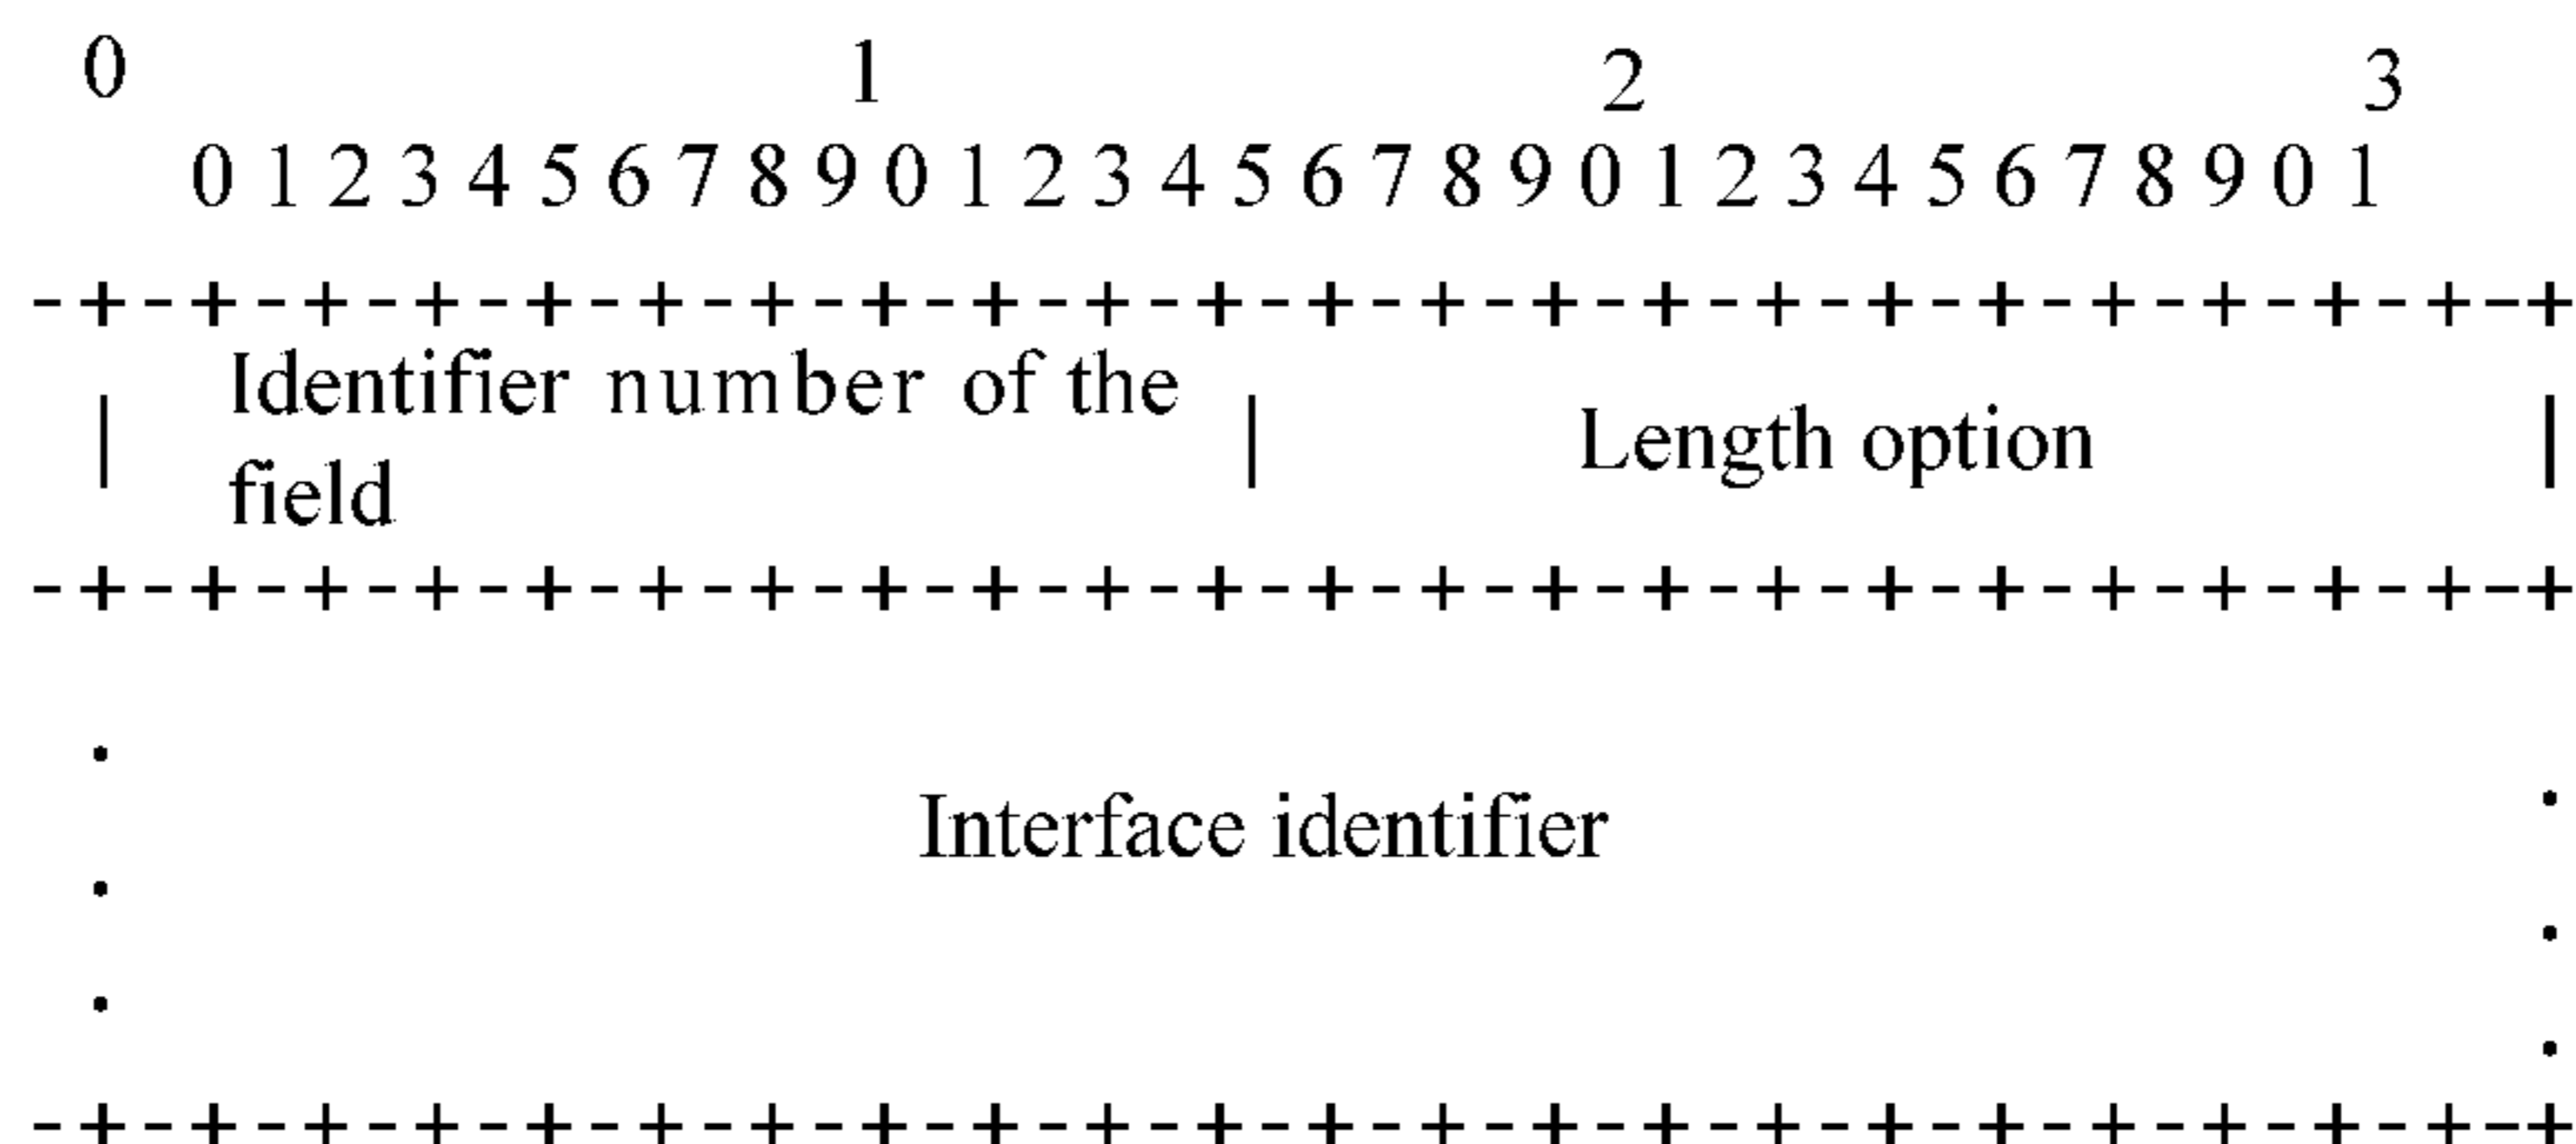 0 1 2 3
0 1 2 3 4 5 6 7 8 9 0 1 2 3 4 5 6 7 8 9 0 1 2 3 4 5 6 7 8 9 0 1
-+-+-+-+-+-+-+-+-+-+-+-+-+-+-+-+-+-+-+-+-+-+--+
Identifier number of the
field
| | Length option |
-+-+-+-+-+-+-+-+-+-+-+-+-+-+-+-+-+-+-+-+-+-+--+
.
.
Interface identifier
.
.
.
.
-+-+-+-+-+-+-+-+-+-+-+-+-+-+-+-+-+-+-+-+-+-+--+